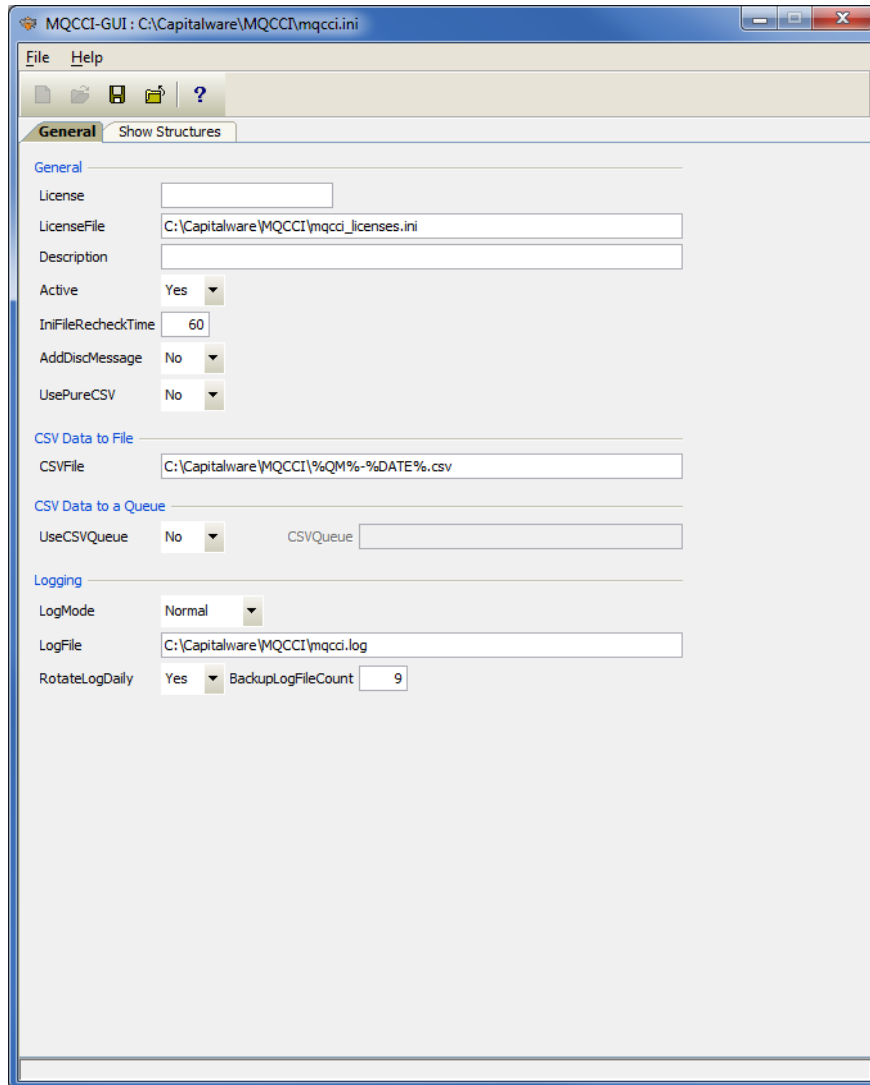 MQCCI-GUI : C:\Capitalware\MQCCI\mqcci.ini
File Help
?
General Show Structures
General
License
LicenseFile C:\Capitalware\MQCCI\mqcci_licenses.ini
Description
Active Yes
IniFileRecheckTime 60
AddDiscMessage No
UsePureCSV No
CSV Data to File
CSVFile C:\Capitalware\MQCCI\%QM%-%DATE%.csv
CSV Data to a Queue
UseCSVQueue No CSVQueue
Logging
LogMode Normal
LogFile C:\Capitalware\MQCCI\mqcci.log
RotateLogDaily Yes BackupLogFileCount 9